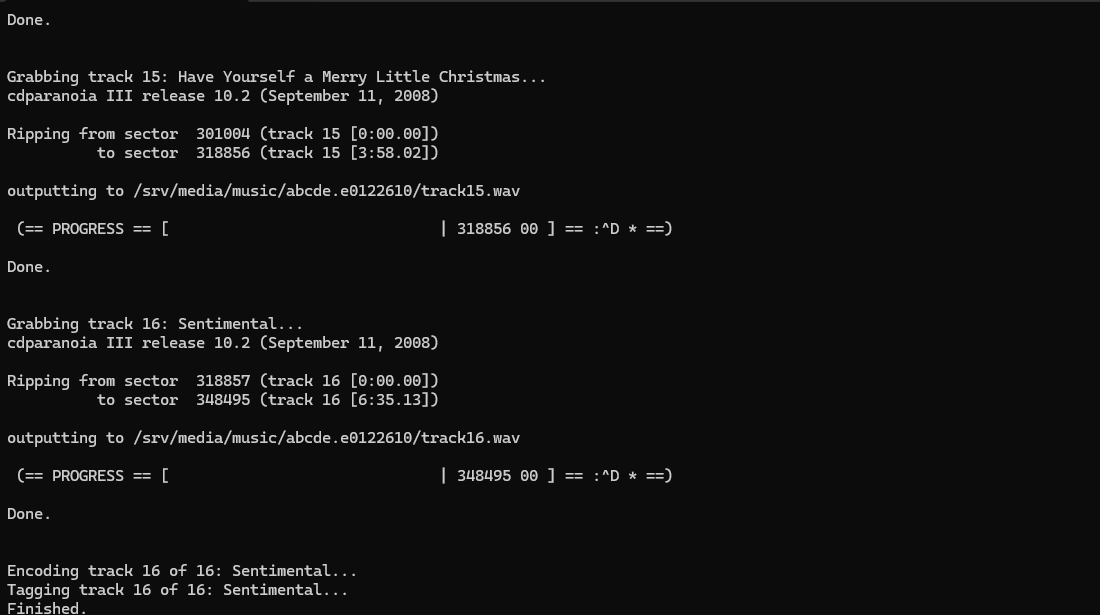 Done.
Grabbing track 15: Have Yourself a Merry Little Christmas...
cdparanoia III release 10.2 (September 11, 2008)
Ripping from sector  301004 (track 15 [0:00.00])
          to sector  318856 (track 15 [3:58.02])
outputting to /srv/media/music/abcde.e0122610/track15.wav
 (== PROGRESS == [                              | 318856 00 ] == :^D * ==)
Done.
Grabbing track 16: Sentimental...
cdparanoia III release 10.2 (September 11, 2008)
Ripping from sector  318857 (track 16 [0:00.00])
          to sector  348495 (track 16 [6:35.13])
outputting to /srv/media/music/abcde.e0122610/track16.wav
 (== PROGRESS == [                              | 348495 00 ] == :^D * ==)
Done.
Encoding track 16 of 16: Sentimental...
Tagging track 16 of 16: Sentimental...
Finished.